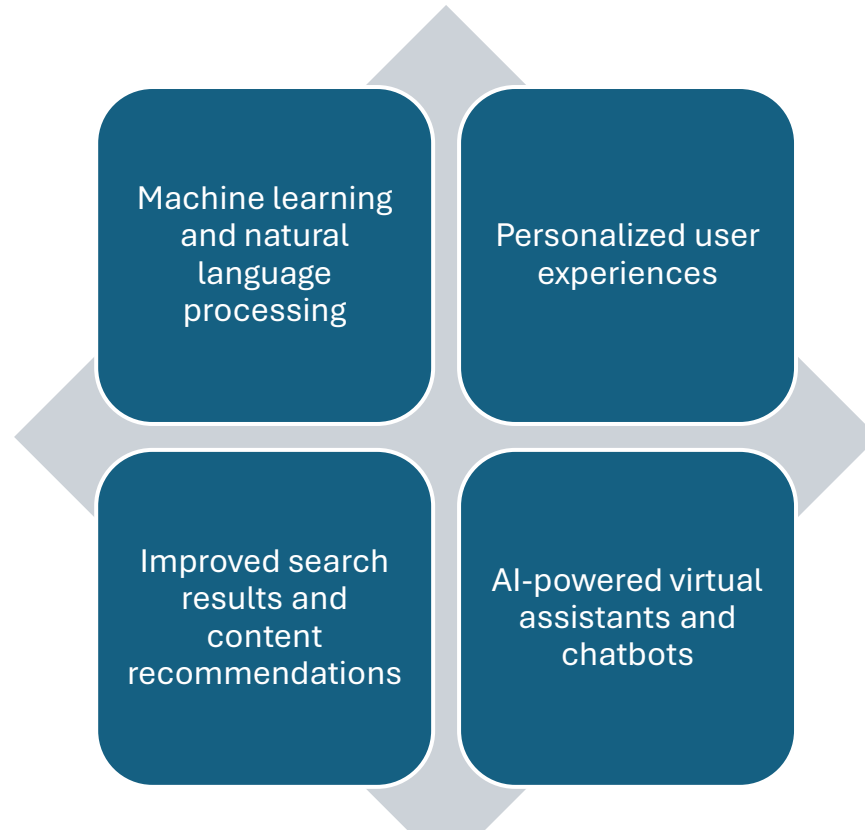 Machine learning
and natural
language
processing
Personalized user
experiences
Improved search
results and
content
recommendations
AI-powered virtual
assistants and
chatbots